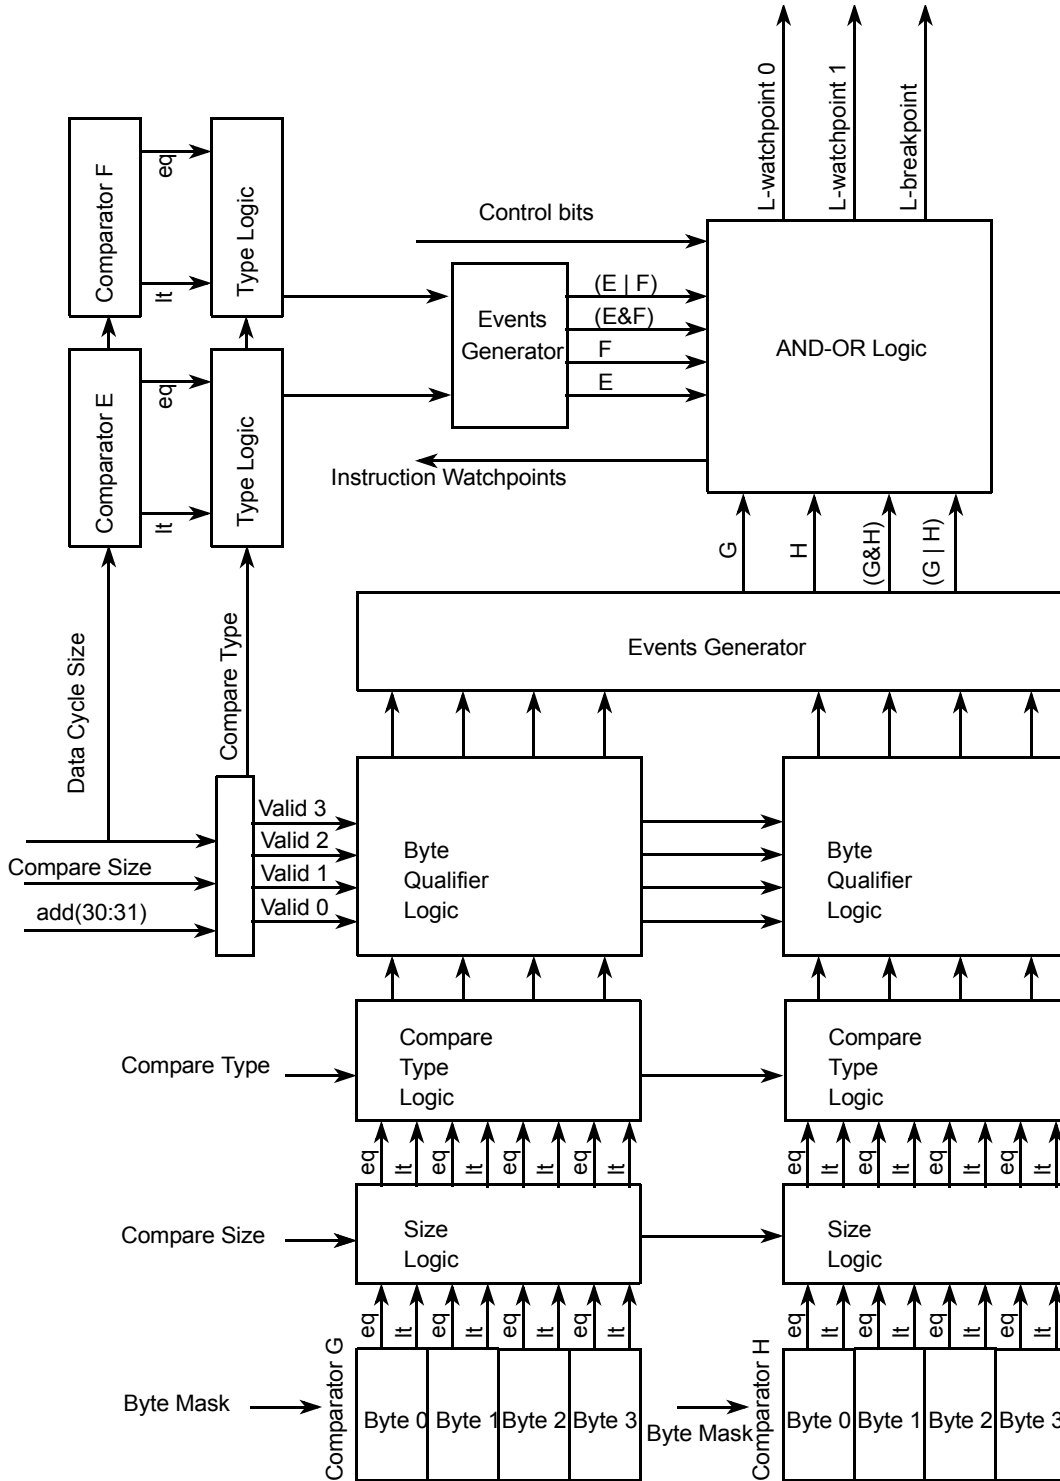 L-watchpoint 0
L-watchpoint 1
L-breakpoint
Comparator F
eq
lt
Type Logic
Control bits
Events
Generator
(E | F)
(E&F)
F
E
AND-OR Logic
Comparator E
eq
lt
Type Logic
Instruction Watchpoints
G
H
(G&H)
(G | H)
Events Generator
Data Cycle Size
Compare Type
Compare Size
add(30:31)
Valid 3
Valid 2
Valid 1
Valid 0
Byte
Qualifier
Logic
Byte
Qualifier
Logic
Compare Type
Compare
Type
Logic
Compare
Type
Logic
eq
lt
eq
lt
eq
lt
eq
lt
eq
lt
eq
lt
eq
lt
eq
lt
Compare Size
Size
Logic
Size
Logic
eq
lt
eq
lt
eq
lt
eq
lt
eq
lt
eq
lt
eq
lt
eq
lt
Byte Mask
Comparator G
Byte 0
Byte 1
Byte 2
Byte 3
Byte Mask
Comparator H
Byte 0
Byte 1
Byte 2
Byte 3